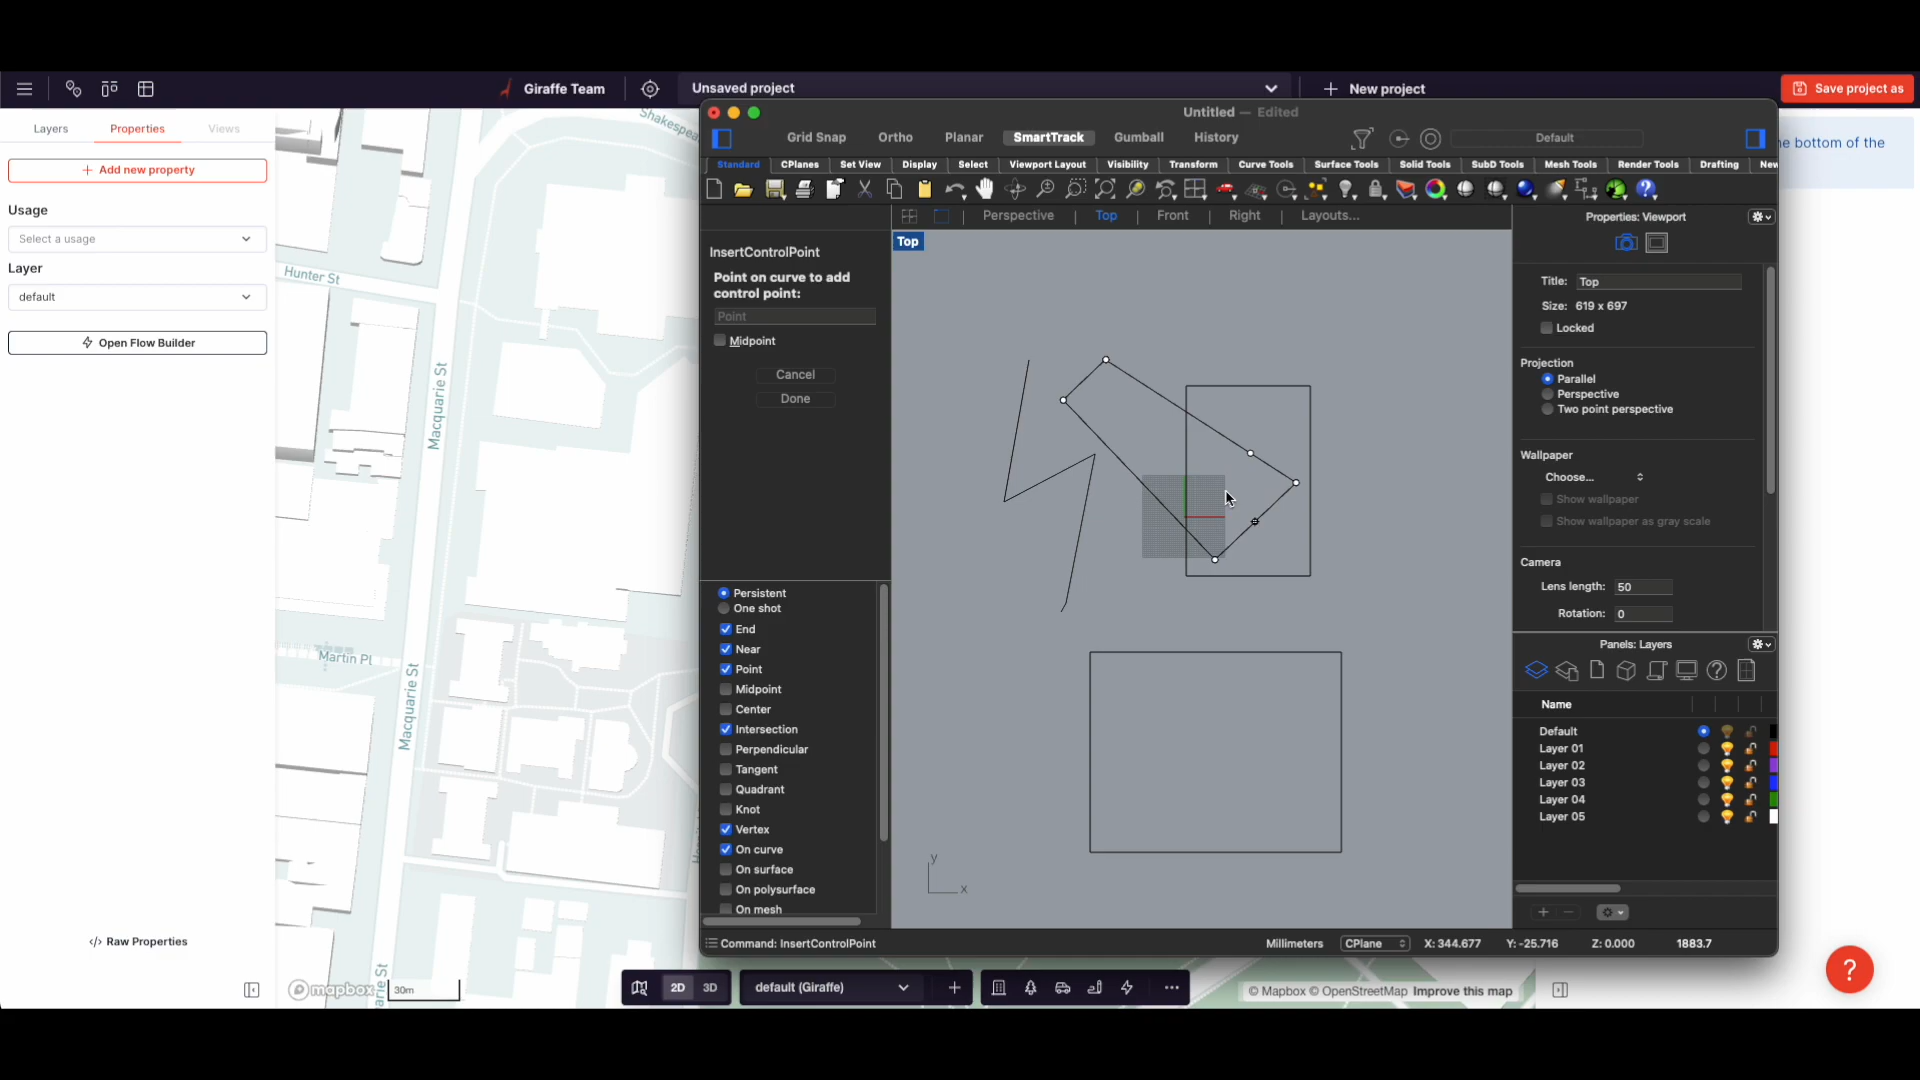 Giraffe Team
Unsaved project
New project
Save project as
Layers
Properties
Views
Add new property
Usage
Select a usage
Layer
default
Open Flow Builder
</> Raw Properties
Shakespea
Hunter St
Macquarie St
Martin Pl
Macquarie St
arie St
mapbox
30m
he bottom of the
Untitled — Edited
Grid Snap
Ortho
Planar
SmartTrack
Gumball
History
Default
Standard
CPlanes
Set View
Display
Select
Viewport Layout
Visibility
Transform
Curve Tools
Surface Tools
Solid Tools
SubD Tools
Mesh Tools
Render Tools
Drafting
New
Perspective
Top
Front
Right
Layouts...
Top
InsertControlPoint
Point on curve to add
control point:
Point
Midpoint
Cancel
Done
Persistent
One shot
End
Near
Point
Midpoint
Center
Intersection
Perpendicular
Tangent
Quadrant
Knot
Vertex
On curve
On surface
On polysurface
On mesh
y
x
Properties: Viewport
Title: Top
Size: 619 x 697
Locked
Projection
Parallel
Perspective
Two point perspective
Wallpaper
Choose...
Show wallpaper
Show wallpaper as gray scale
Camera
Lens length: 50
Rotation: 0
Panels: Layers
Name
Default
Layer 01
Layer 02
Layer 03
Layer 04
Layer 05
Command: InsertControlPoint
Millimeters
CPlane
X: 344.677
Y: -25.716
Z: 0.000
1883.7
2D
3D
default (Giraffe)
© Mapbox © OpenStreetMap Improve this map
?